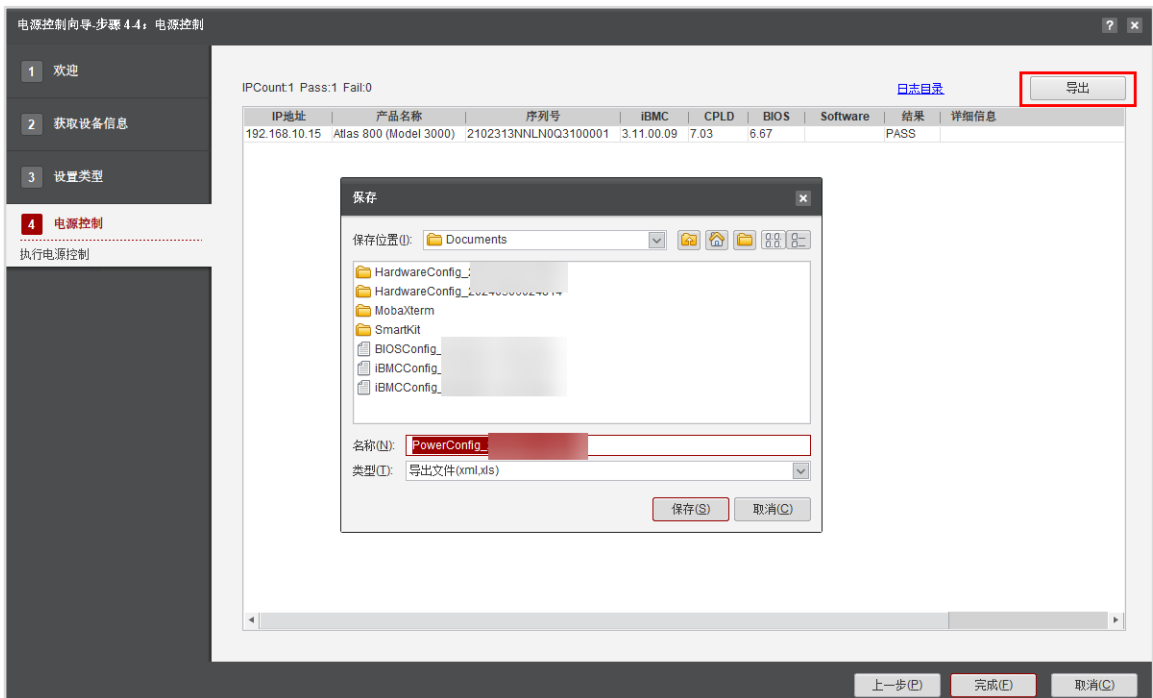 电源控制向导-步骤 4-4：电源控制
1 欢迎
2 获取设备信息
3 设置类型
4 电源控制
执行电源控制
IPCount:1 Pass:1 Fail:0
日志目录
导出
IP地址 产品名称 序列号 iBMC CPLD BIOS Software 结果 详细信息
192.168.10.15 Atlas 800 (Model 3000) 2102313NNLN0Q3100001 3.11.00.09 7.03 6.67 PASS
保存
保存位置(I): Documents
HardwareConfig_
HardwareConfig_
MobaXterm
SmartKit
BIOSConfig_
iBMCConfig_
iBMCConfig_
名称(N): PowerConfig_
类型(T): 导出文件(xml,xls)
保存(S) 取消(C)
上一步(P) 完成(F) 取消(C)